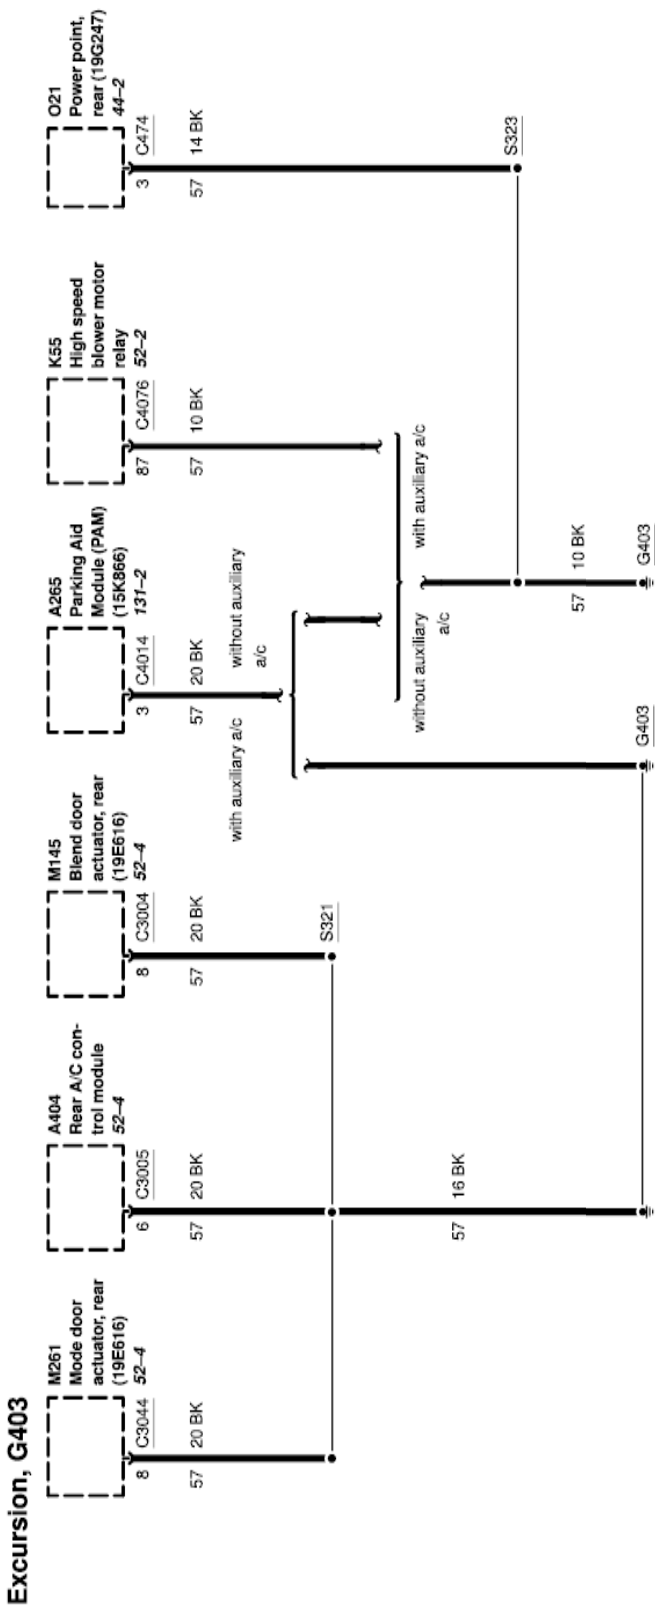 Excursion, G403
M261
Mode door
actuator, rear
(19E616)
52–4
8
C3044
57
20 BK
A404
Rear A/C con-
trol module
52–4
6
C3005
57
20 BK
57
16 BK
M145
Blend door
actuator, rear
(19E616)
52–4
8
C3004
57
20 BK
S321
A265
Parking Aid
Module (PAM)
(15K866)
131–2
3
C4014
57
20 BK
with auxiliary a/c
without auxiliary
a/c
G403
K55
High speed
blower motor
relay
52–2
87
C4076
57
10 BK
without auxiliary
a/c
with auxiliary a/c
57
10 BK
G403
O21
Power point,
rear (19G247)
44–2
3
C474
57
14 BK
S323